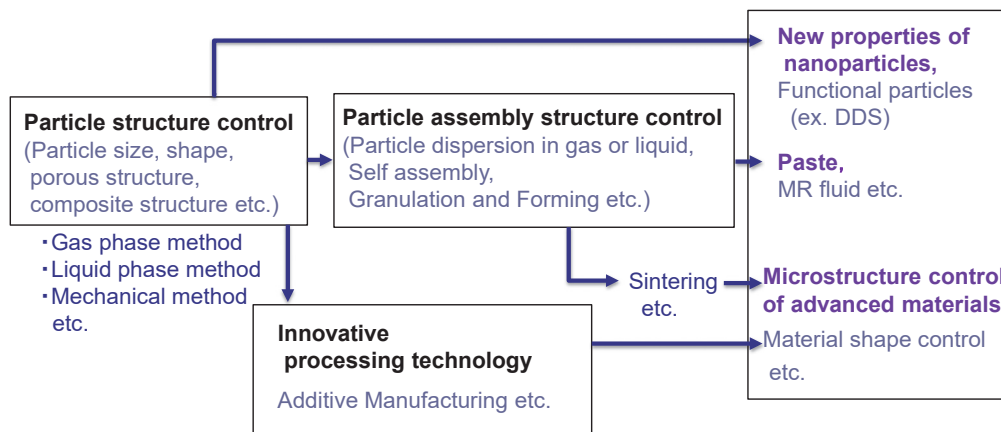 Particle structure control
(Particle size, shape,
porous structure,
composite structure etc.)
・Gas phase method
・Liquid phase method
・Mechanical method
etc.
Particle assembly structure control
(Particle dispersion in gas or liquid,
Self assembly,
Granulation and Forming etc.)
Sintering
etc.
Innovative
processing technology
Additive Manufacturing etc.
New properties of
nanoparticles,
Functional particles
(ex. DDS)
Paste,
MR fluid etc.
Microstructure control
of advanced materials
Material shape control
etc.